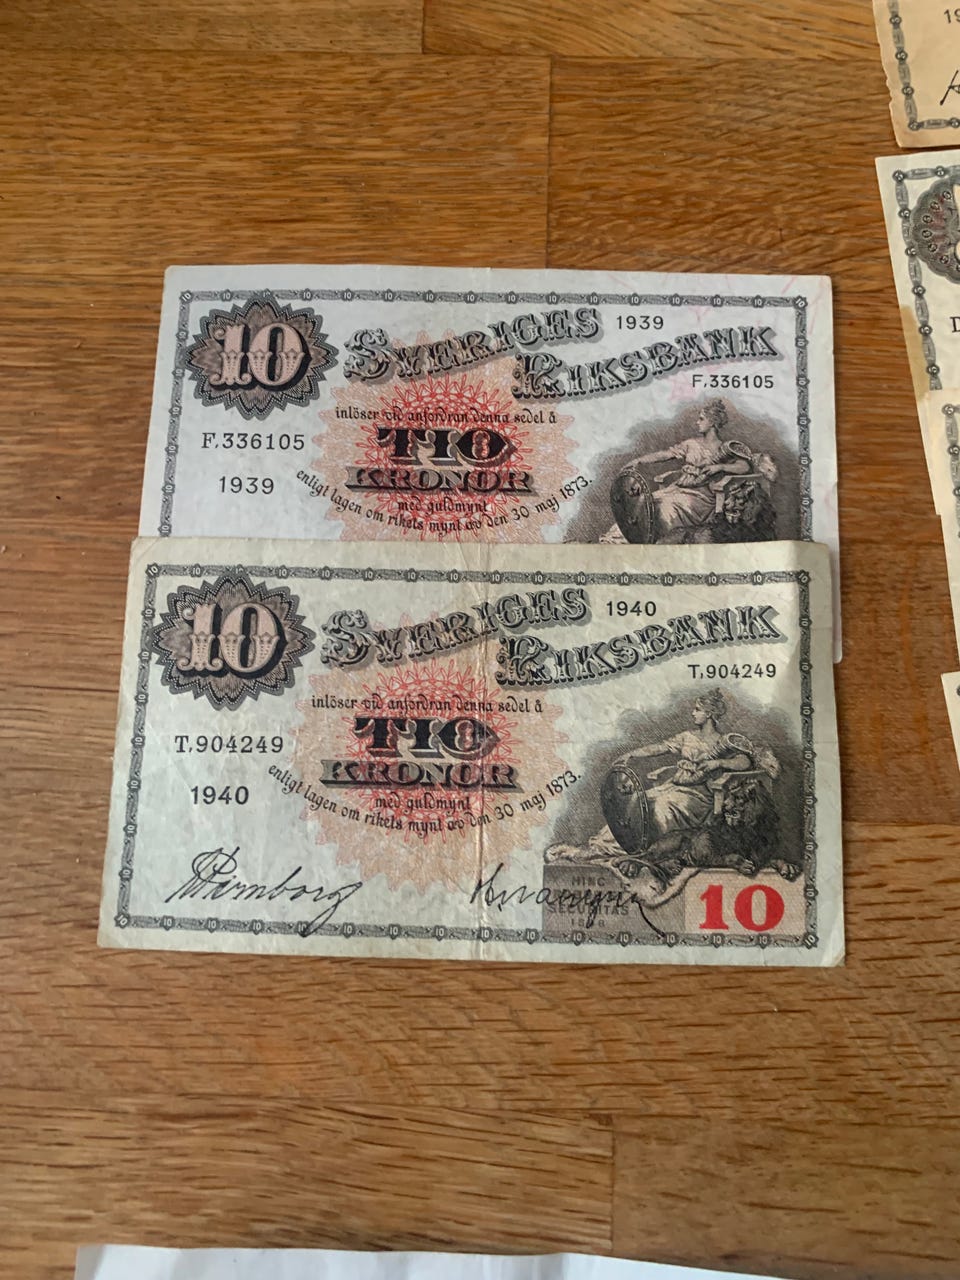 10
SVERIGES 1939
RIKSBANK
F.336105
inlöser vid anfordran denna sedel å
F.336105
TIO
KRONOR
1939
med guldmynt
enligt lagen om rikets mynt av den 30 maj 1873.
10
SVERIGES 1940
RIKSBANK
T.904249
inlöser vid anfordran denna sedel å
T.904249
TIO
KRONOR
1940
med guldmynt
enligt lagen om rikets mynt av den 30 maj 1873.
HINC
SECURITAS
10